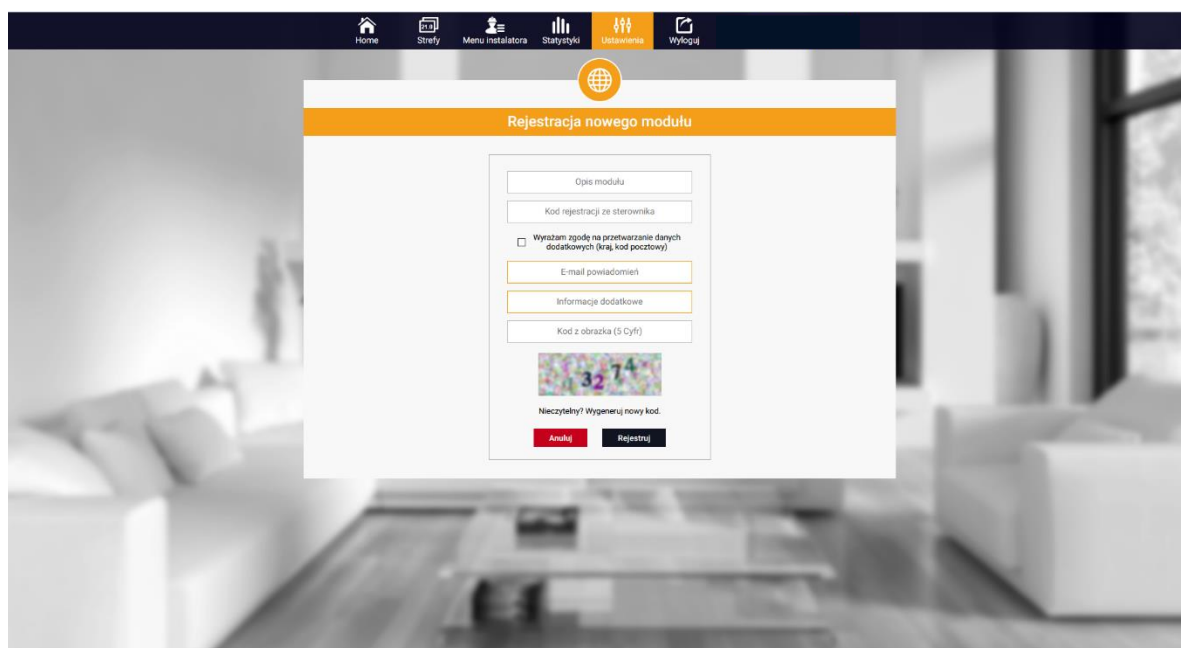 Home
Strefy
Menu instalatora
Statystyki
Ustawienia
Wyloguj
Rejestracja nowego modułu
Opis modułu
Kod rejestracji ze sterownika
Wyrażam zgodę na przetwarzanie danych
dodatkowych (kraj, kod pocztowy)
E-mail powiadomień
Informacje dodatkowe
Kod z obrazka (5 Cyfr)
Nieczytelny? Wygeneruj nowy kod.
Anuluj
Rejestruj